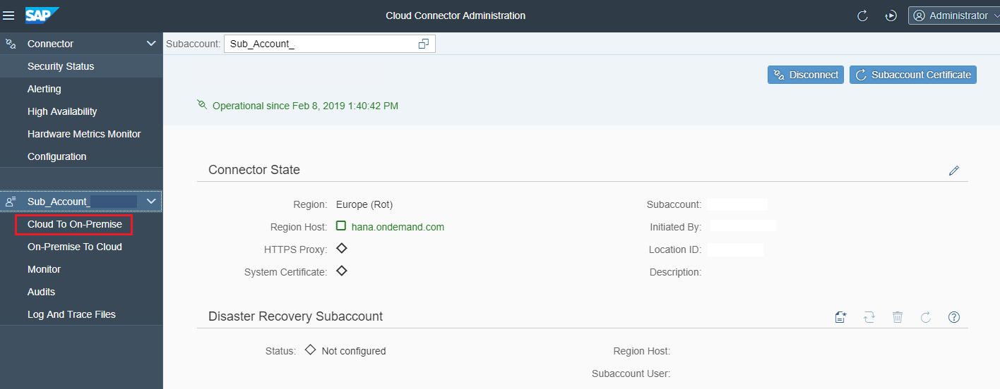 SAP Cloud Connector Administration Administrator
Connector
Security Status
Alerting
High Availability
Hardware Metrics Monitor
Configuration
Sub_Account_
Cloud To On-Premise
On-Premise To Cloud
Monitor
Audits
Log And Trace Files
Subaccount: Sub_Account_
Disconnect Subaccount Certificate
Operational since Feb 8, 2019 1:40:42 PM
Connector State
Region: Europe (Rot) Subaccount:
Region Host: hana.ondemand.com Initiated By:
HTTPS Proxy: Location ID:
System Certificate: Description:
Disaster Recovery Subaccount
Status: Not configured Region Host:
Subaccount User: